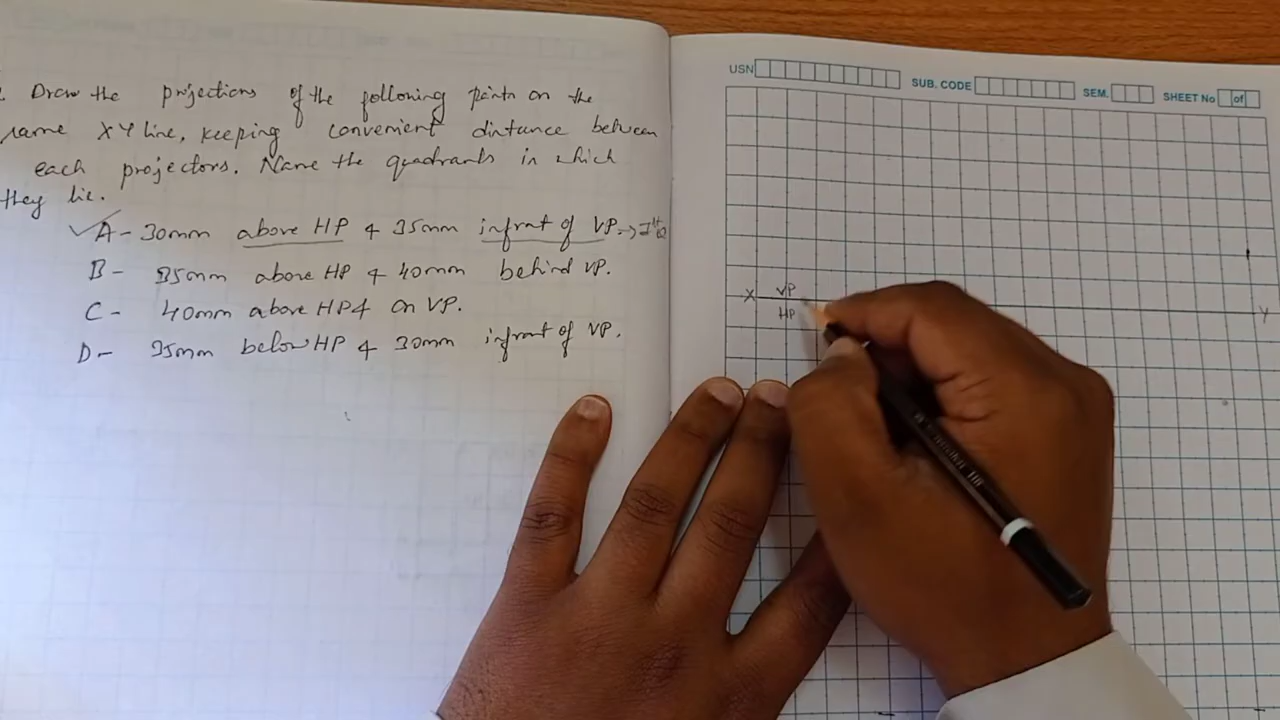 Draw the projections of the following points on the
same XY line, keeping convenient distance between
each projectors. Name the quadrants in which
they lie.
A- 30mm above HP & 35mm infront of VP. →
B- 35mm above HP & 40mm behind VP.
C- 40mm above HP & on VP.
D- 35mm below HP & 30mm infront of VP.
USN SUB. CODE SEM. SHEET No of
X VP
HP Y
H.B.